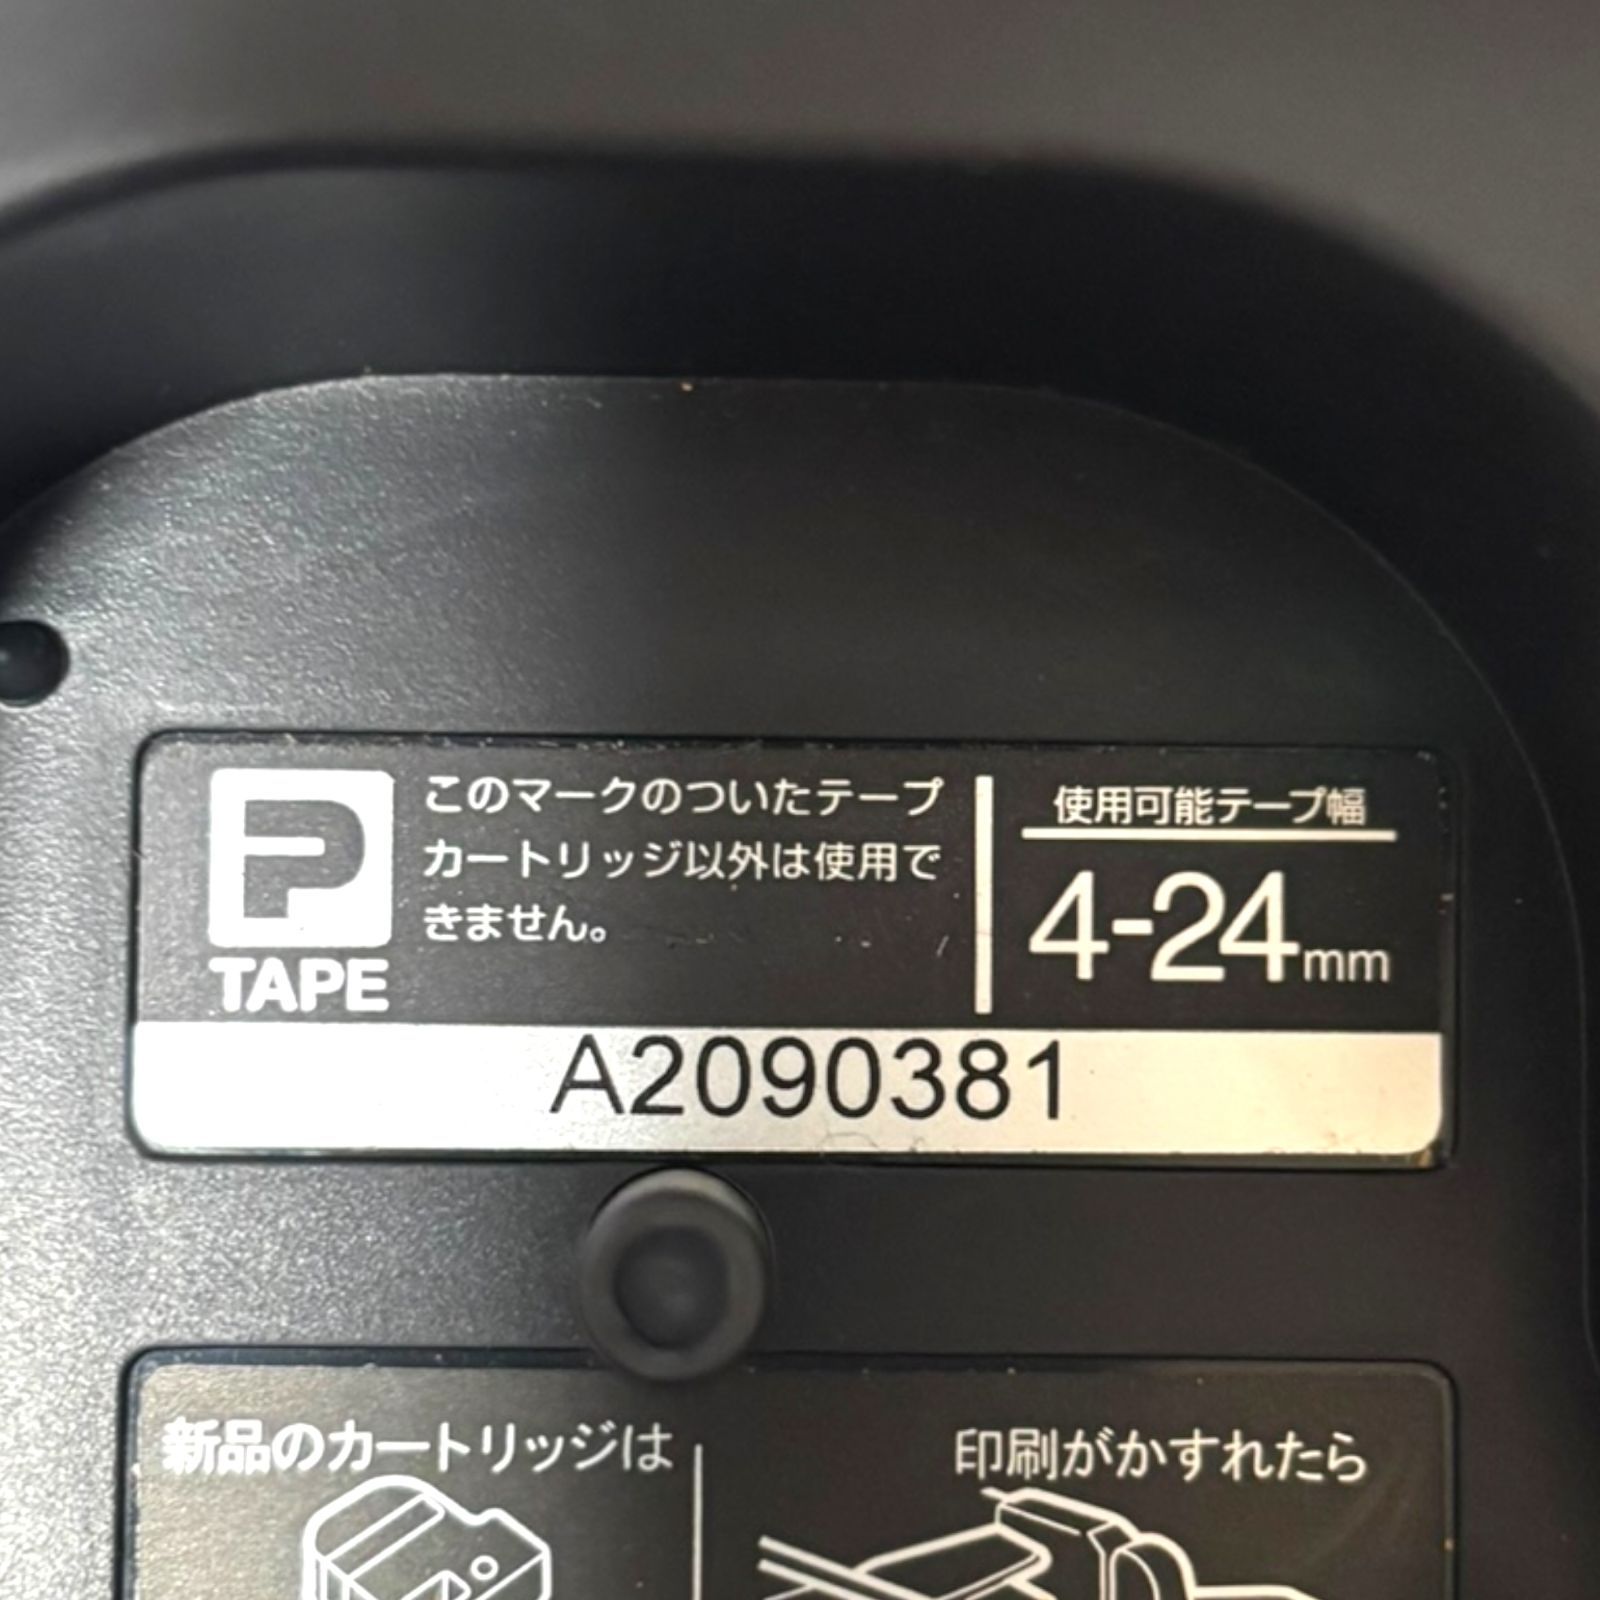 このマークのついたテープ
カートリッジ以外は使用で
きません。
P
TAPE
使用可能テープ幅
4-24mm
A2090381
新品のカートリッジは
印刷がかすれたら